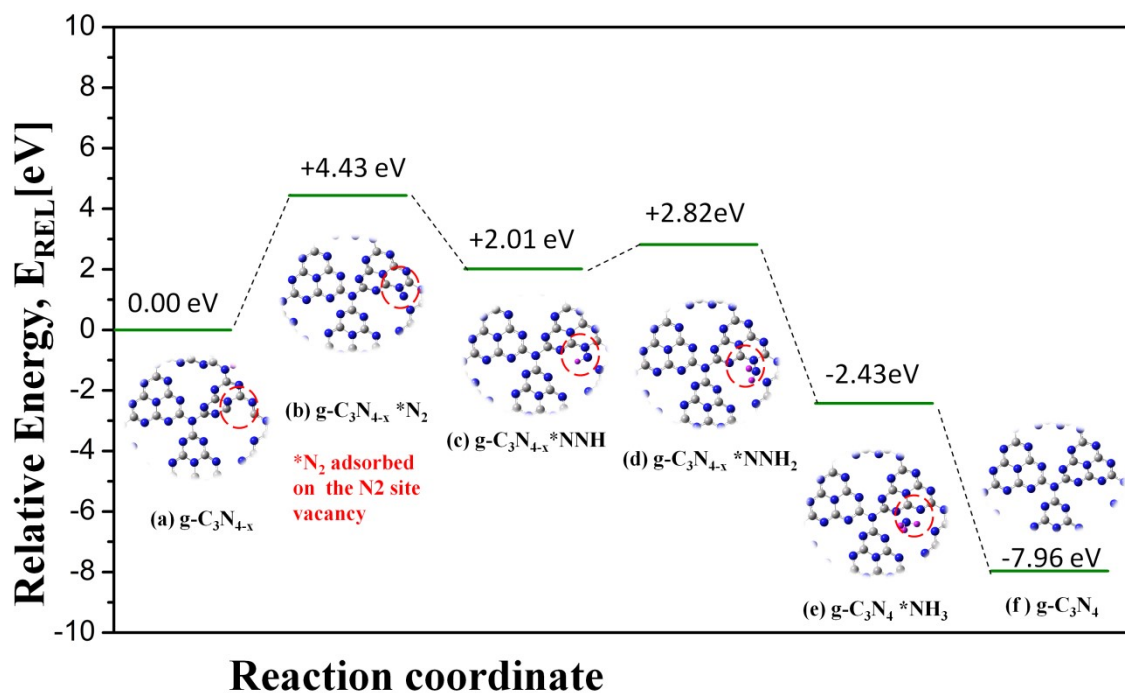 Relative Energy, E_REL[eV]
10
8
6
4
2
0
-2
-4
-6
-8
-10
0.00 eV
+4.43 eV
+2.01 eV
+2.82eV
-2.43eV
-7.96 eV
(a) g-C₃N₄₋ₓ
(b) g-C₃N₄₋ₓ *N₂
*N₂ adsorbed
on the N2 site
vacancy
(c) g-C₃N₄₋ₓ*NNH
(d) g-C₃N₄₋ₓ *NNH₂
(e) g-C₃N₄ *NH₃
(f ) g-C₃N₄
Reaction coordinate